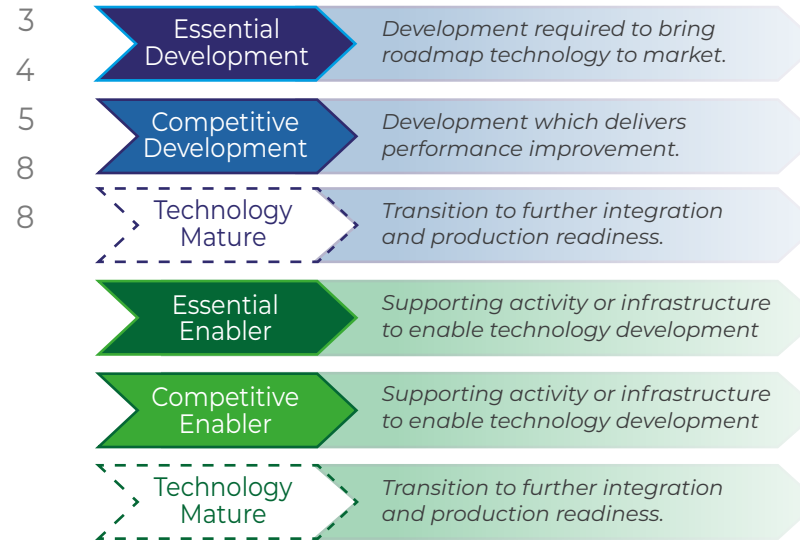 3
4
5
8
8
Essential
Development
Development required to bring
roadmap technology to market.
Competitive
Development
Development which delivers
performance improvement.
Technology
Mature
Transition to further integration
and production readiness.
Essential
Enabler
Supporting activity or infrastructure
to enable technology development
Competitive
Enabler
Supporting activity or infrastructure
to enable technology development
Technology
Mature
Transition to further integration
and production readiness.